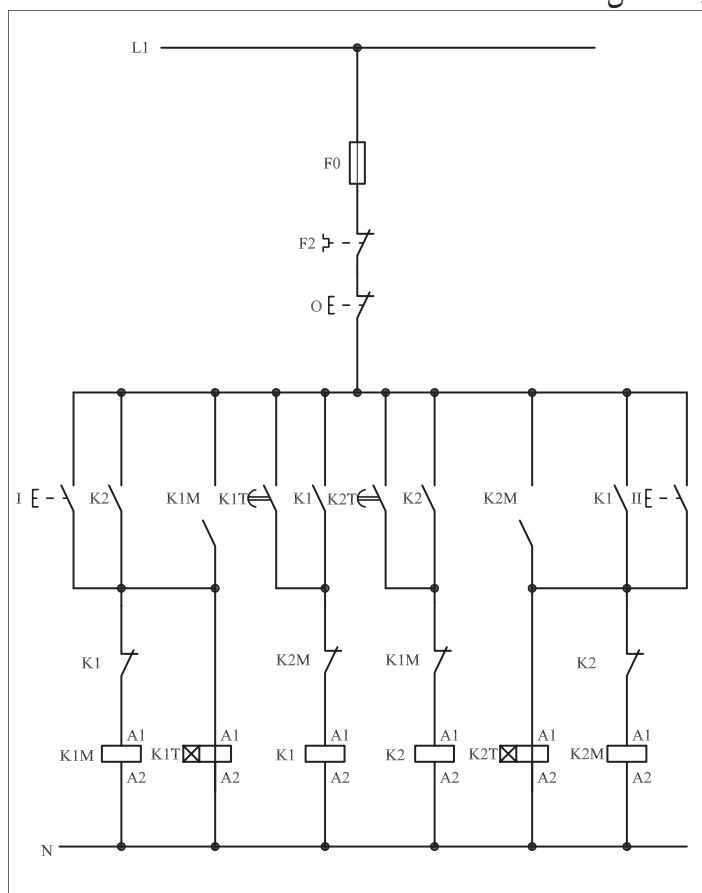 L1
F0
F2
O
I K2 K1M K1T K1 K2T K2 K2M K1 II
K1 K2M K1M K2
A1 A1 A1 A1 A1 A1
K1M K1T K1 K2 K2T K2M
A2 A2 A2 A2 A2 A2
N